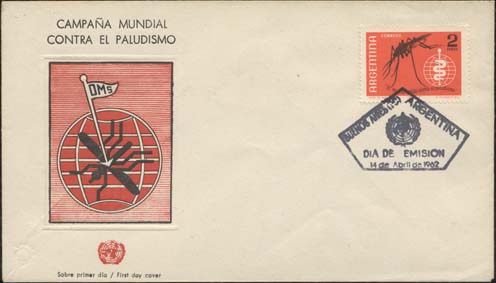 CAMPAÑA MUNDIAL
CONTRA EL PALUDISMO
OMS
Sobre primer día / First day cover
CORREOS
ARGENTINA
2
PESOS
BUENOS AIRES
ARGENTINA
DIA DE EMISION
14 de Abril de 1962